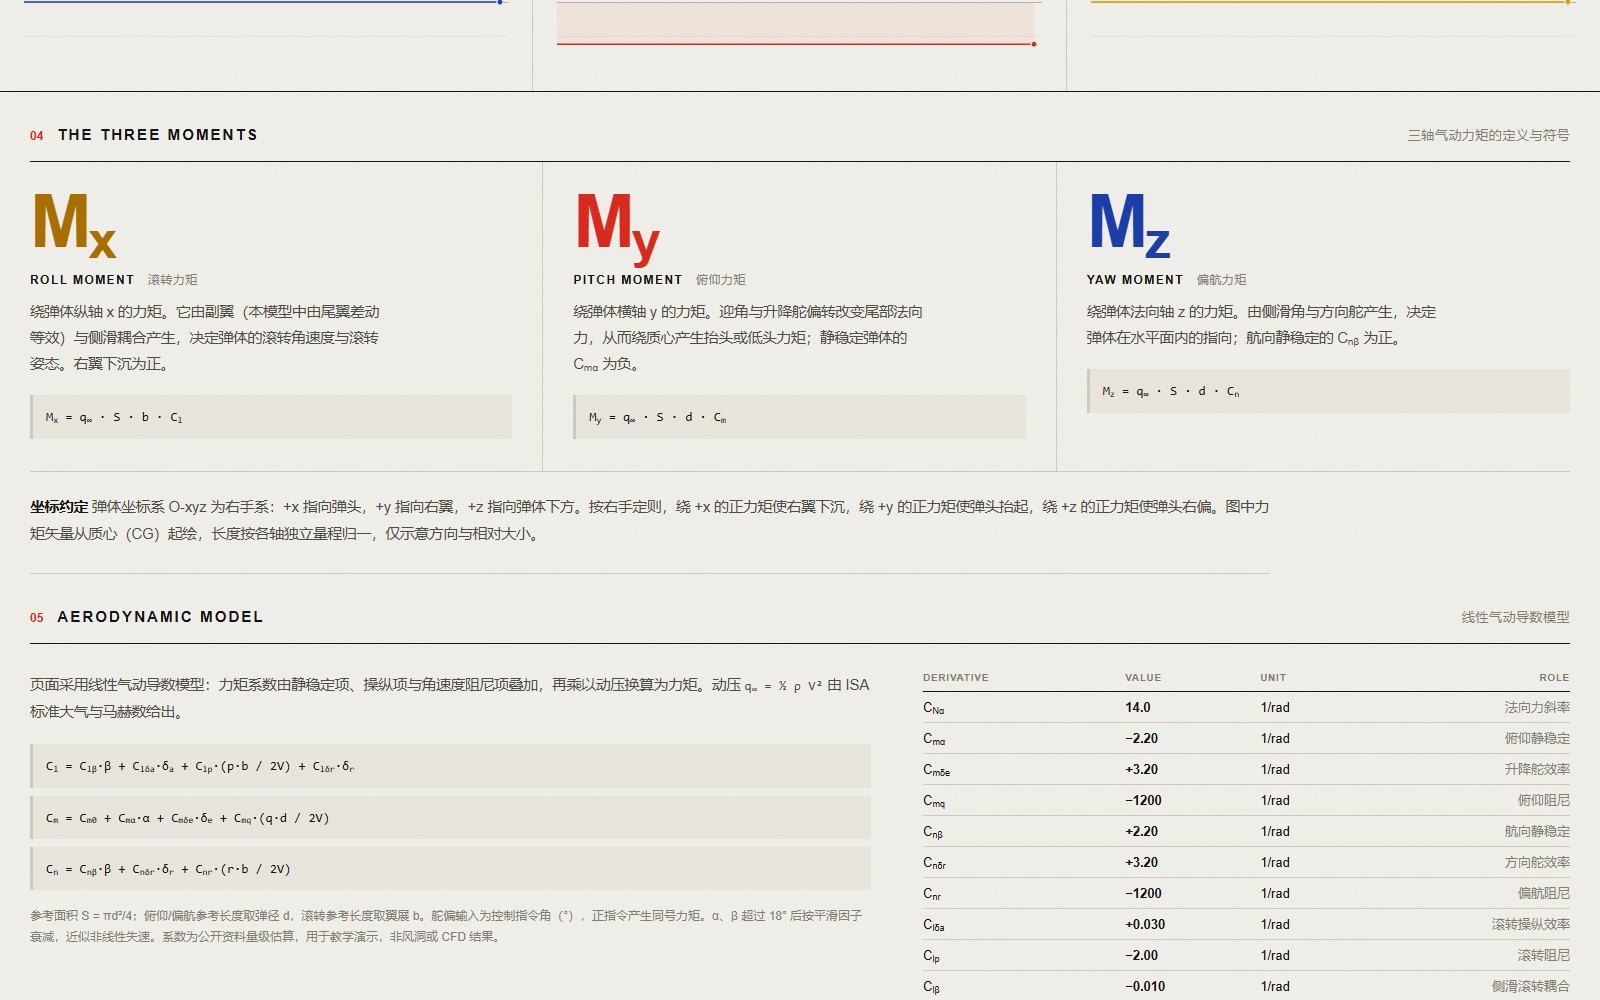 04 THE THREE MOMENTS 三轴气动力矩的定义与符号
Mx
ROLL MOMENT 滚转力矩
绕弹体纵轴 x 的力矩。它由副翼（本模型中由尾翼差动
等效）与侧滑耦合产生，决定弹体的滚转角速度与滚转
姿态。右翼下沉为正。
Mx = q∞ · S · b · Cl
My
PITCH MOMENT 俯仰力矩
绕弹体横轴 y 的力矩。迎角与升降舵偏转改变尾部法向
力，从而绕质心产生抬头或低头力矩；静稳定弹体的
Cmα 为负。
My = q∞ · S · d · Cm
Mz
YAW MOMENT 偏航力矩
绕弹体法向轴 z 的力矩。由侧滑角与方向舵产生，决定
弹体在水平面内的指向；航向静稳定的 Cnβ 为正。
Mz = q∞ · S · d · Cn
坐标约定 弹体坐标系 O-xyz 为右手系：+x 指向弹头，+y 指向右翼，+z 指向弹体下方。按右手定则，绕 +x 的正力矩使右翼下沉，绕 +y 的正力矩使弹头抬起，绕 +z 的正力矩使弹头右偏。图中力
矩矢量从质心（CG）起绘，长度按各轴独立量程归一，仅示意方向与相对大小。
05 AERODYNAMIC MODEL 线性气动导数模型
页面采用线性气动导数模型：力矩系数由静稳定项、操纵项与角速度阻尼项叠加，再乘以动压换算为力矩。动压 q∞ = ½ ρ V² 由 ISA
标准大气与马赫数给出。
Cl = Clβ·β + Clδa·δa + Clp·(p·b / 2V) + Clδr·δr
Cm = Cm0 + Cmα·α + Cmδe·δe + Cmq·(q·d / 2V)
Cn = Cnβ·β + Cnδr·δr + Cnr·(r·b / 2V)
参考面积 S = πd²/4；俯仰/偏航参考长度取弹径 d，滚转参考长度取翼展 b。舵偏输入为控制指令角（°），正指令产生同号力矩。α、β 超过 18° 后按平滑因子
衰减，近似非线性失速。系数为公开资料量级估算，用于教学演示，非风洞或 CFD 结果。
DERIVATIVE VALUE UNIT ROLE
CNα 14.0 1/rad 法向力斜率
Cmα −2.20 1/rad 俯仰静稳定
Cmδe +3.20 1/rad 升降舵效率
Cmq −1200 1/rad 俯仰阻尼
Cnβ +2.20 1/rad 航向静稳定
Cnδr +3.20 1/rad 方向舵效率
Cnr −1200 1/rad 偏航阻尼
Clδa +0.030 1/rad 滚转操纵效率
Clp −2.00 1/rad 滚转阻尼
Clβ −0.010 1/rad 侧滑滚转耦合